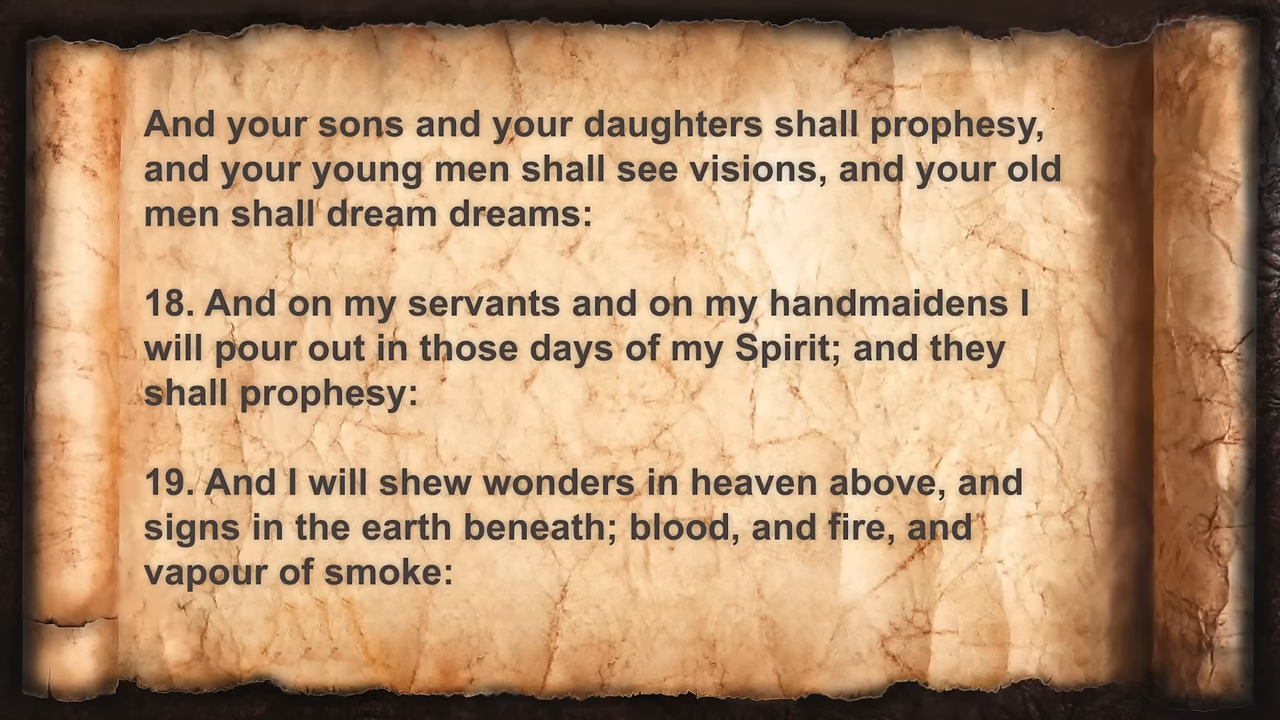 And your sons and your daughters shall prophesy,
and your young men shall see visions, and your old
men shall dream dreams:
18. And on my servants and on my handmaidens I
will pour out in those days of my Spirit; and they
shall prophesy:
19. And I will shew wonders in heaven above, and
signs in the earth beneath; blood, and fire, and
vapour of smoke: